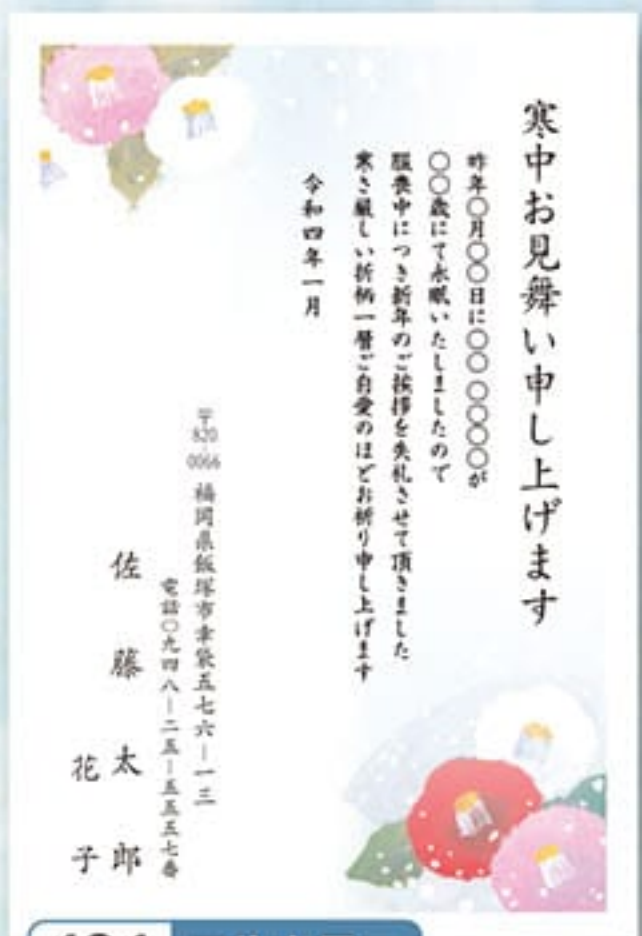 寒中お見舞い申し上げます
昨年〇月〇〇日に〇〇 〇〇〇〇が
〇〇歳にて永眠いたしましたので
服喪中につき新年のご挨拶を失礼させて頂きました
寒さ厳しい折柄一層ご自愛のほどお祈り申し上げます
令和四年一月
〒820-0066 福岡県飯塚市幸袋五七六―一三
電話〇九四八―二五―五五五七番
佐藤太郎
花子